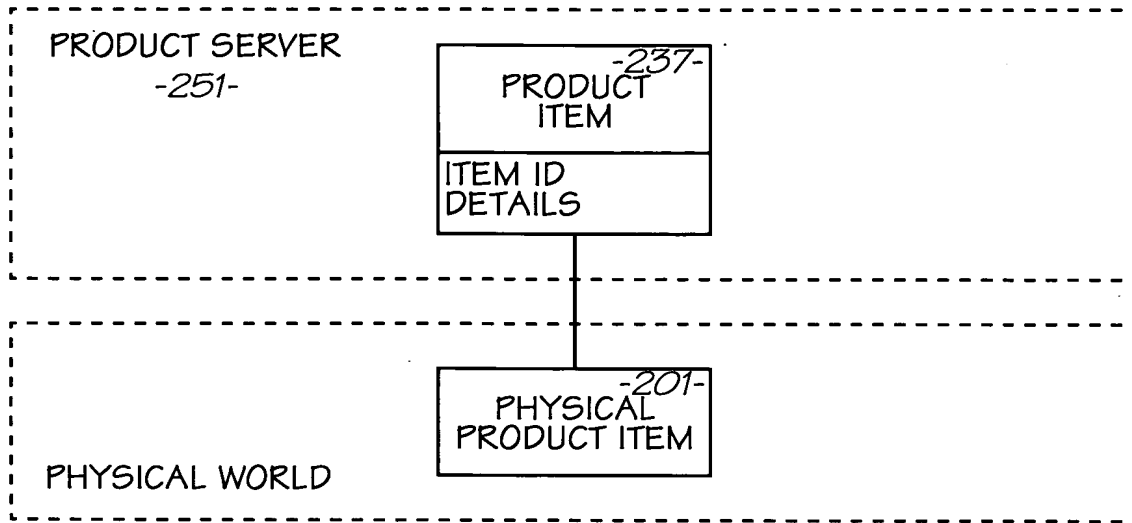 PRODUCT SERVER
-251-
-237-
PRODUCT
ITEM
ITEM ID
DETAILS
-201-
PHYSICAL
PRODUCT ITEM
PHYSICAL WORLD